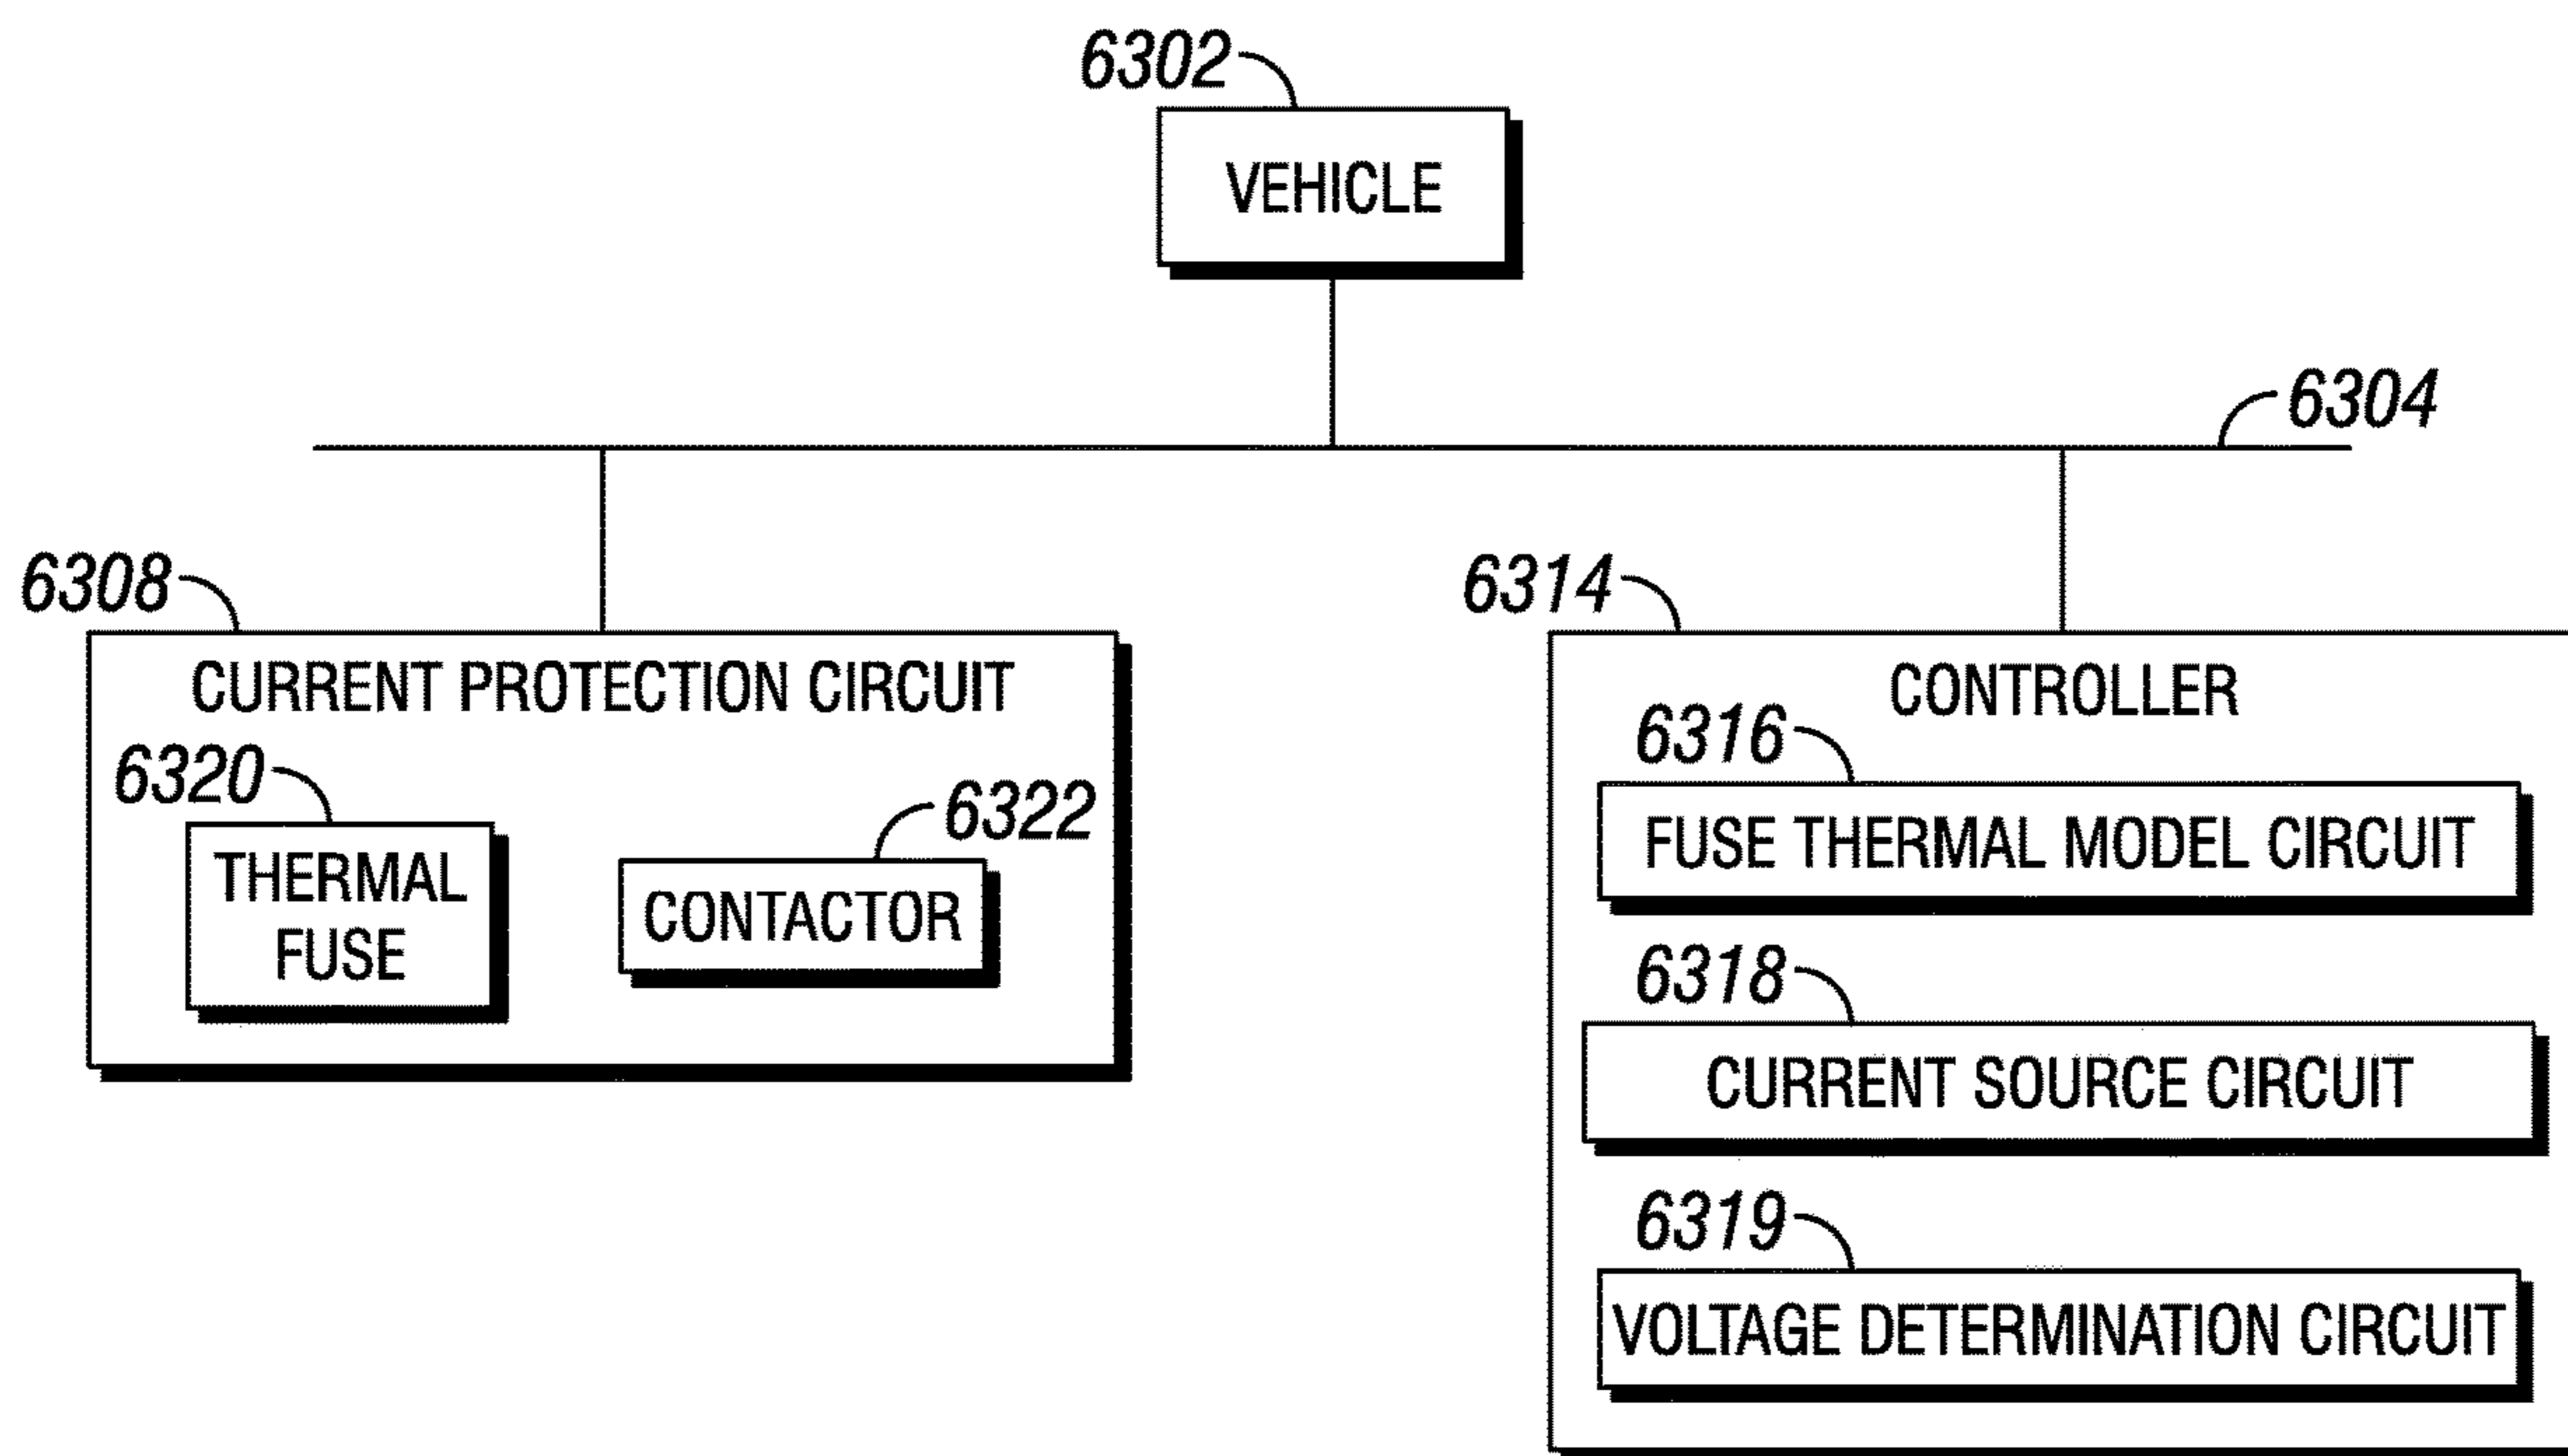 6302
VEHICLE
6304
6308
CURRENT PROTECTION CIRCUIT
6320
THERMAL
FUSE
6322
CONTACTOR
6314
CONTROLLER
6316
FUSE THERMAL MODEL CIRCUIT
6318
CURRENT SOURCE CIRCUIT
6319
VOLTAGE DETERMINATION CIRCUIT